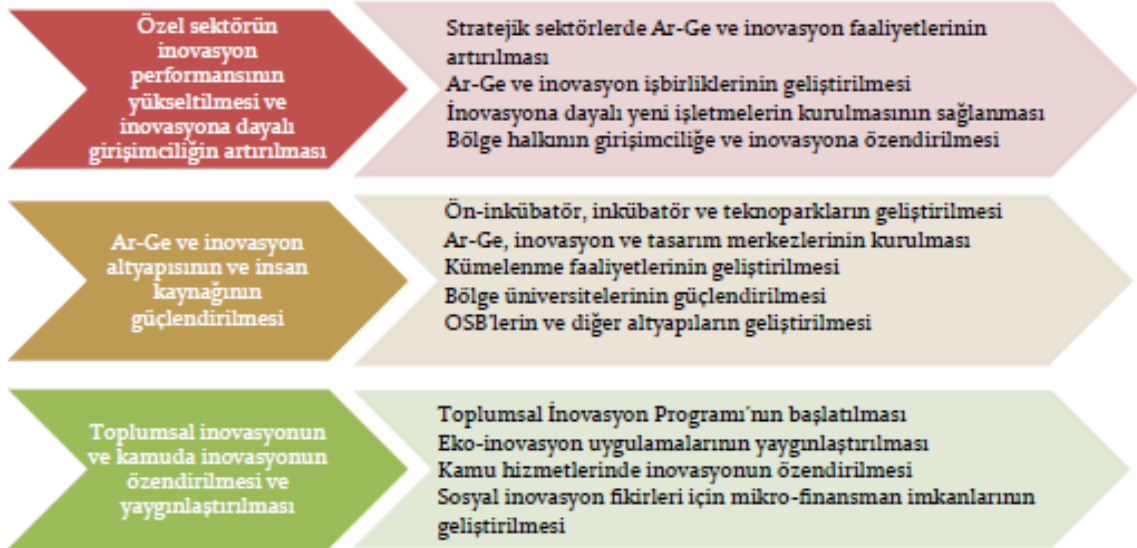 Özel sektörün
inovasyon
performansının
yükseltilmesi ve
inovasyona dayalı
girişimciliğin artırılması
Stratejik sektörlerde Ar-Ge ve inovasyon faaliyetlerinin
artırılması
Ar-Ge ve inovasyon işbirliklerinin geliştirilmesi
İnovasyona dayalı yeni işletmelerin kurulmasının sağlanması
Bölge halkının girişimciliğe ve inovasyona özendirilmesi
Ar-Ge ve inovasyon
altyapısının ve insan
kaynağının
güçlendirilmesi
Ön-inkübatör, inkübatör ve teknoparkların geliştirilmesi
Ar-Ge, inovasyon ve tasarım merkezlerinin kurulması
Kümelenme faaliyetlerinin geliştirilmesi
Bölge üniversitelerinin güçlendirilmesi
OSB'lerin ve diğer altyapıların geliştirilmesi
Toplumsal inovasyonun
ve kamuda inovasyonun
özendirilmesi ve
yaygınlaştırılması
Toplumsal İnovasyon Programı'nın başlatılması
Eko-inovasyon uygulamalarının yaygınlaştırılması
Kamu hizmetlerinde inovasyonun özendirilmesi
Sosyal inovasyon fikirleri için mikro-finansman imkanlarının
geliştirilmesi